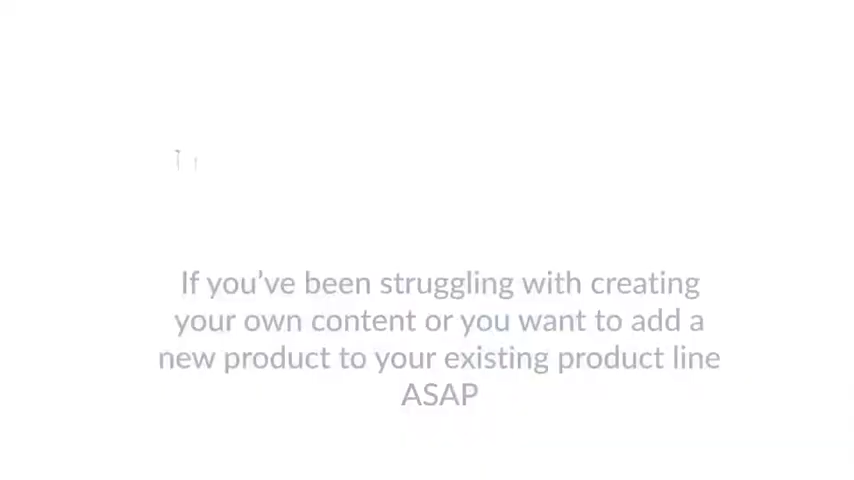 If you’ve been struggling with creating
your own content or you want to add a
new product to your existing product line
ASAP